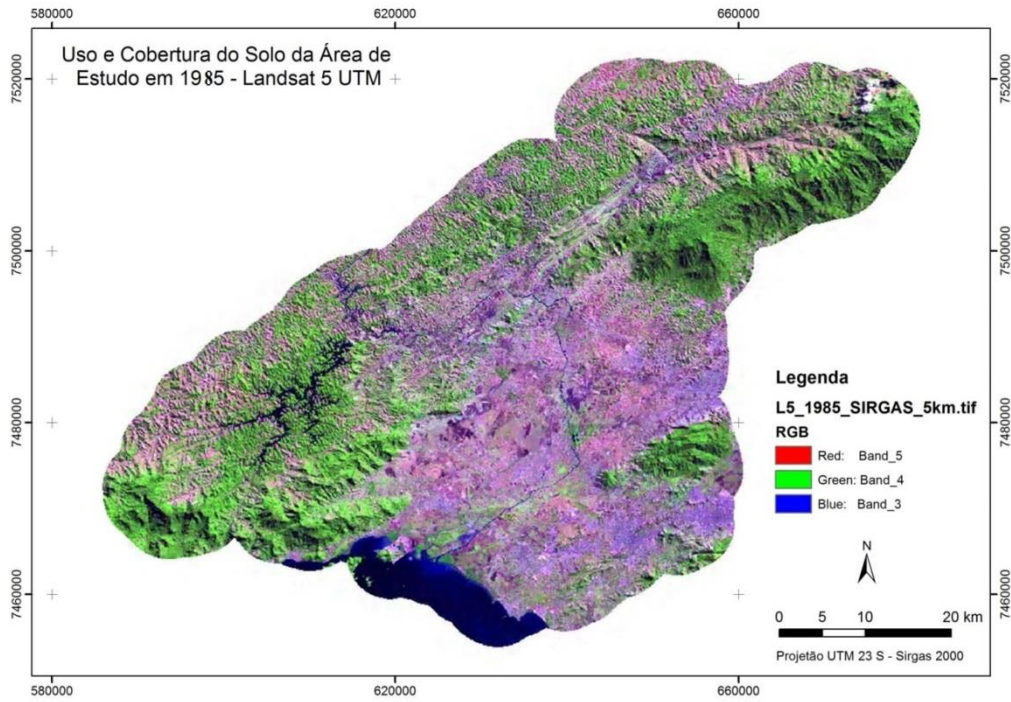 580000
620000
660000
Uso e Cobertura do Solo da Área de
Estudo em 1985 - Landsat 5 UTM
7520000
7520000
7500000
7500000
Legenda
L5_1985_SIRGAS_5km.tif
RGB
Red: Band_5
Green: Band_4
Blue: Band_3
7480000
7480000
N
0 5 10 20 km
Projetão UTM 23 S - Sirgas 2000
7460000
7460000
580000
620000
660000